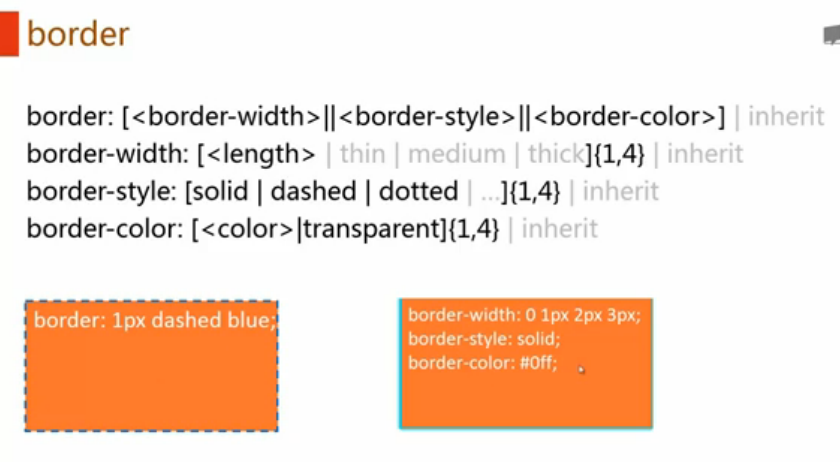 border
border: [<border-width>||<border-style>||<border-color>] | inherit
border-width: [<length> | thin | medium | thick]{1,4} | inherit
border-style: [solid | dashed | dotted | ...]{1,4} | inherit
border-color: [<color>|transparent]{1,4} | inherit
border: 1px dashed blue;
border-width: 0 1px 2px 3px;
border-style: solid;
border-color: #0ff;